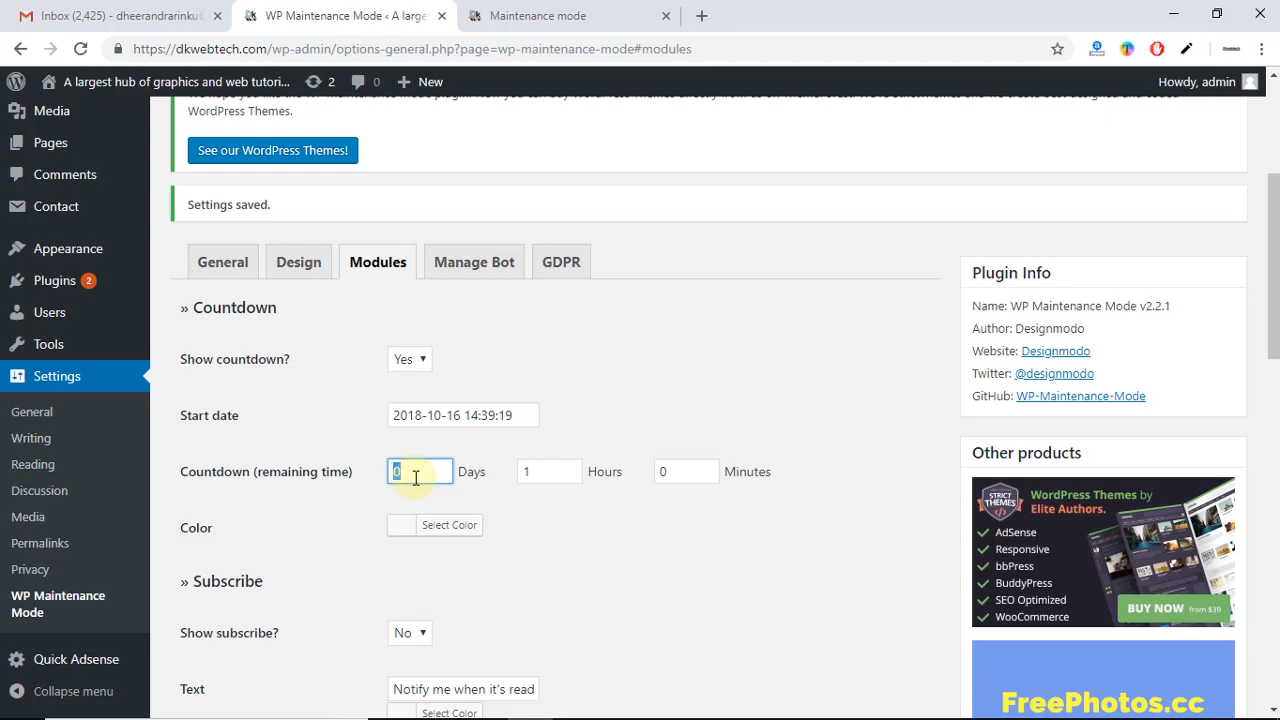 Inbox (2,425) - dheerandrarinku@
WP Maintenance Mode ‹ A large
Maintenance mode
https://dkwebtech.com/wp-admin/options-general.php?page=wp-maintenance-mode#modules
A largest hub of graphics and web tutori...
2
0
New
Howdy, admin
Media
Pages
Comments
Contact
Appearance
Plugins 2
Users
Tools
Settings
General
Writing
Reading
Discussion
Media
Permalinks
Privacy
WP Maintenance
Mode
Quick Adsense
Collapse menu
WordPress Themes.
See our WordPress Themes!
Settings saved.
General
Design
Modules
Manage Bot
GDPR
» Countdown
Show countdown?
Yes
Start date
2018-10-16 14:39:19
Countdown (remaining time)
0 Days
1 Hours
0 Minutes
Color
Select Color
» Subscribe
Show subscribe?
No
Text
Notify me when it's read
Select Color
Plugin Info
Name: WP Maintenance Mode v2.2.1
Author: Designmodo
Website: Designmodo
Twitter: @designmodo
GitHub: WP-Maintenance-Mode
Other products
STRICT
THEMES
WordPress Themes by
Elite Authors.
AdSense
Responsive
bbPress
BuddyPress
SEO Optimized
WooCommerce
BUY NOW from $39
FreePhotos.cc